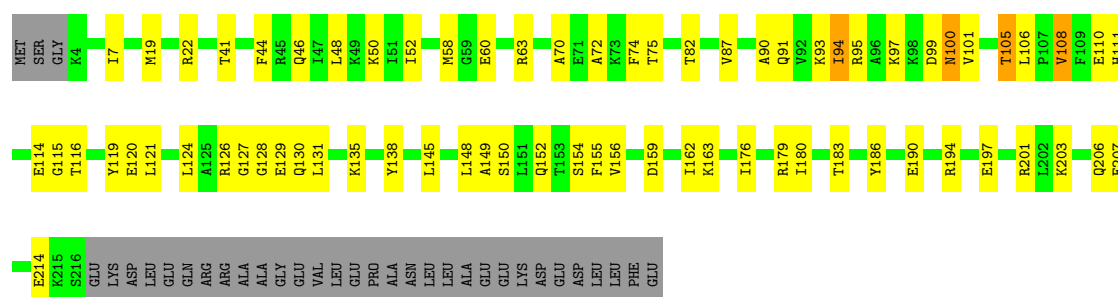 MET SER GLY K4 I7 M19 R22 T41 F44 R45 Q46 I47 L48 K49 K50 I51 I52 M58 G59 E60 R63 A70 E71 A72 K73 F74 T75 T82 V87 A90 Q91 V92 K93 I94 R95 A96 K97 K98 D99 N100 V101 T105 L106 P107 V108 F109 E110
E114 G115 T116 Y119 E120 L121 L124 A125 R126 G127 G128 E129 Q130 L131 K135 Y138 L145 L148 A149 S150 L151 Q152 T153 S154 F155 V156 D159 I162 K163 I176 R179 I180 T183 Y186 E190 R194 E197 R201 L202 K203 Q206
E214 K215 S216 GLU LYS ASP LEU GLU GLN ARG ARG ALA ALA GLY GLU VAL LEU GLU PRO ALA ASN LEU LEU ALA GLU GLU LYS ASP GLU ASP LEU LEU PHE GLU